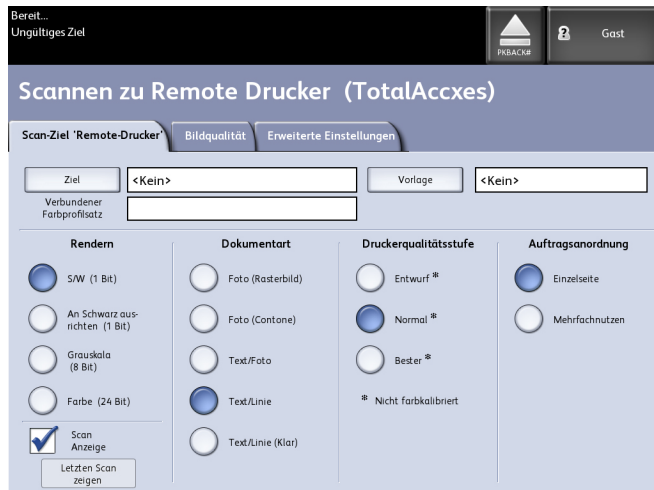 Bereit...
Ungültiges Ziel
PKBACK#
Gast
Scannen zu Remote Drucker (TotalAccxes)
Scan-Ziel 'Remote-Drucker'
Bildqualität
Erweiterte Einstellungen
Ziel
<Kein>
Vorlage
<Kein>
Verbundener
Farbprofilsatz
Rendern
S/W (1 Bit)
An Schwarz aus-
richten (1 Bit)
Grauskala
(8 Bit)
Farbe (24 Bit)
Scan
Anzeige
Letzten Scan
zeigen
Dokumentart
Foto (Rasterbild)
Foto (Contone)
Text/Foto
Text/Linie
Text/Linie (Klar)
Druckerqualitätsstufe
Entwurf *
Normal *
Bester *
* Nicht farbkalibriert
Auftragsanordnung
Einzelseite
Mehrfachnutzen